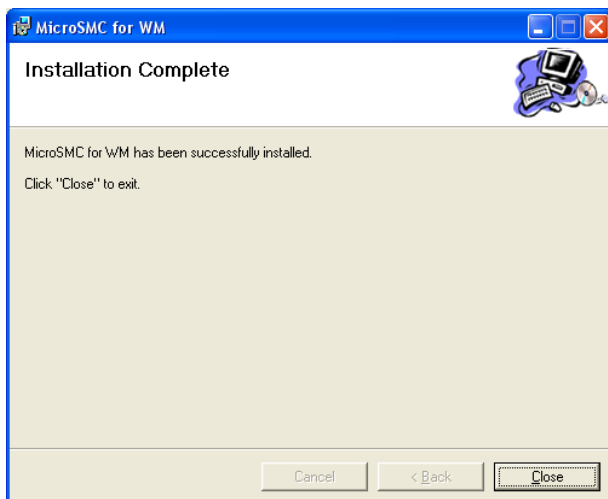 MicroSMC for WM
Installation Complete
MicroSMC for WM has been successfully installed.
Click "Close" to exit.
Cancel
< Back
Close